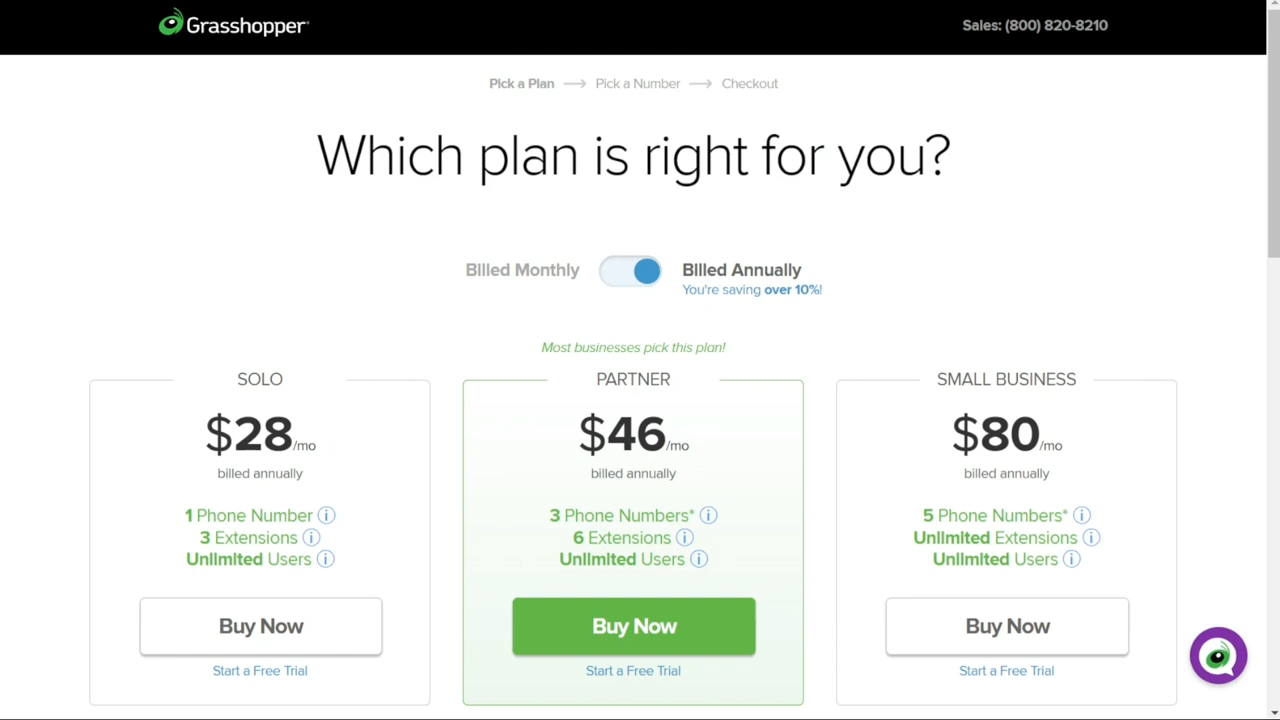 Grasshopper
Sales: (800) 820-8210
Pick a Plan
Pick a Number
Checkout
Which plan is right for you?
Billed Monthly
Billed Annually
You're saving over 10%!
Most businesses pick this plan!
SOLO
$28/mo
billed annually
1 Phone Number
3 Extensions
Unlimited Users
Buy Now
Start a Free Trial
PARTNER
$46/mo
billed annually
3 Phone Numbers*
6 Extensions
Unlimited Users
Buy Now
Start a Free Trial
SMALL BUSINESS
$80/mo
billed annually
5 Phone Numbers*
Unlimited Extensions
Unlimited Users
Buy Now
Start a Free Trial